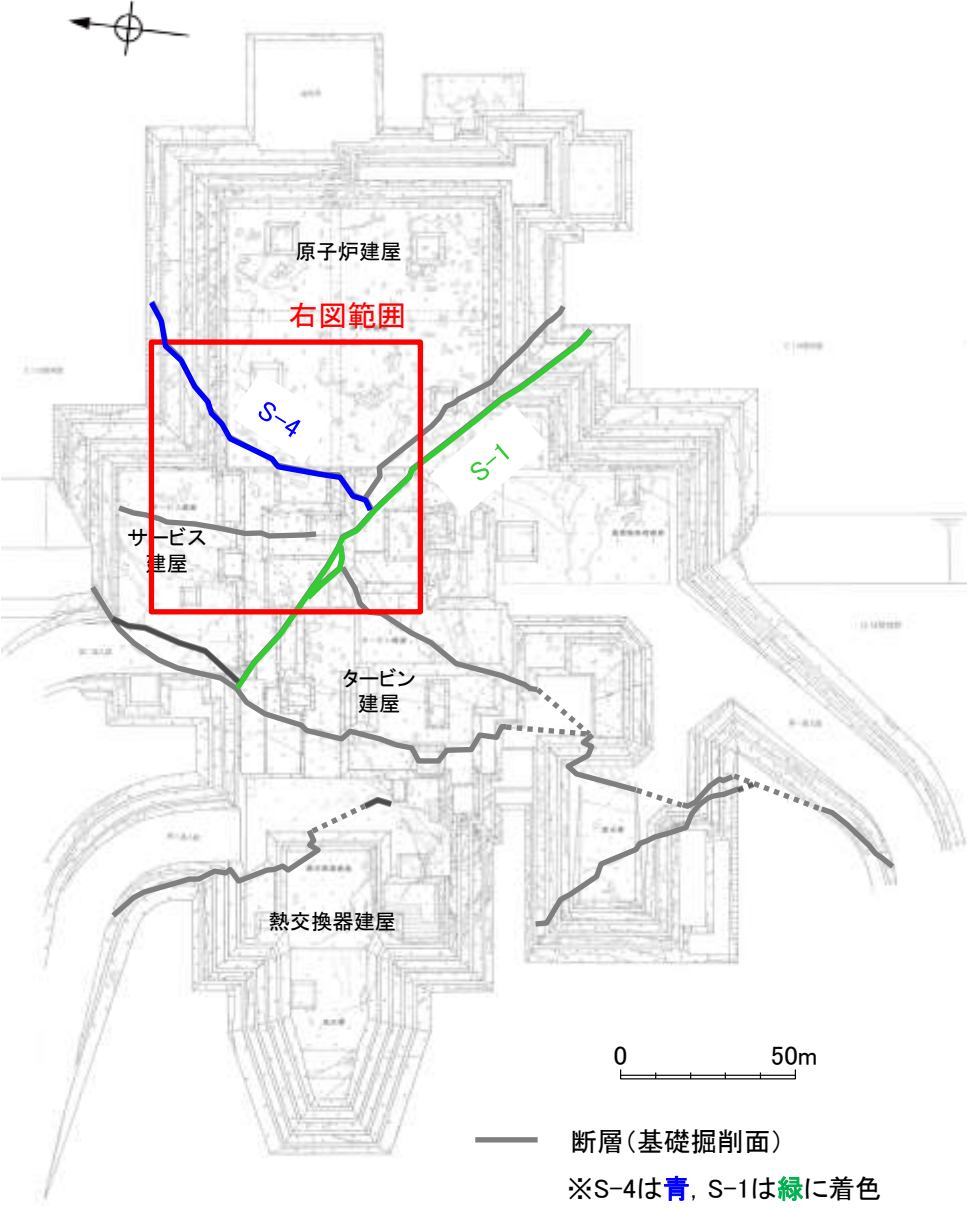 原子炉建屋
右図範囲
S-4
S-1
サービス
建屋
タービン
建屋
熱交換器建屋
0 50m
断層(基礎掘削面)
※S-4は青, S-1は緑に着色